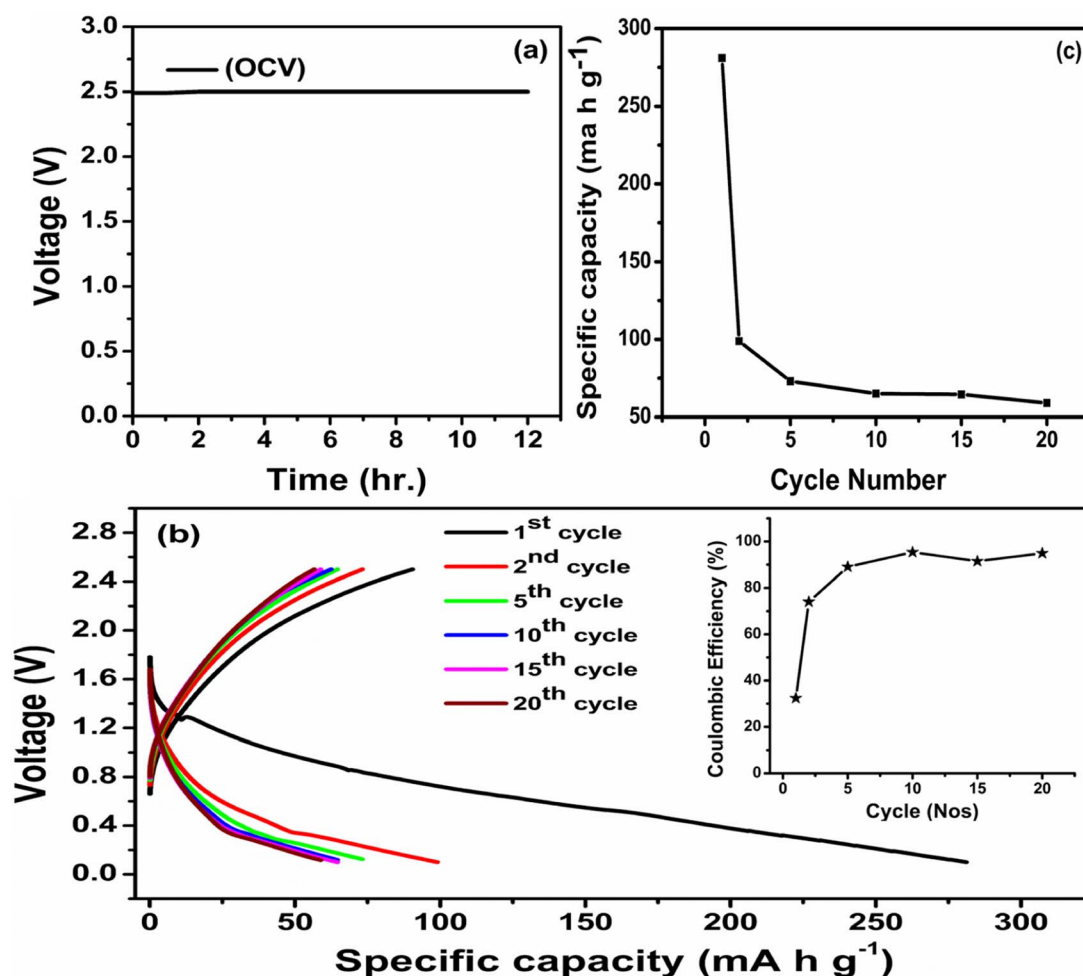 (a)
(OCV)
3.0
2.5
2.0
1.5
1.0
0.5
0.0
Voltage (V)
0 2 4 6 8 10 12
Time (hr.)
(c)
300
250
200
150
100
50
Specific capacity (ma h g⁻¹)
0 5 10 15 20
Cycle Number
(b)
2.8
2.4
2.0
1.6
1.2
0.8
0.4
0.0
Voltage (V)
1st cycle
2nd cycle
5th cycle
10th cycle
15th cycle
20th cycle
100
80
60
40
20
0
Coulombic Efficiency (%)
0 5 10 15 20
Cycle (Nos)
0 50 100 150 200 250 300
Specific capacity (mA h g⁻¹)